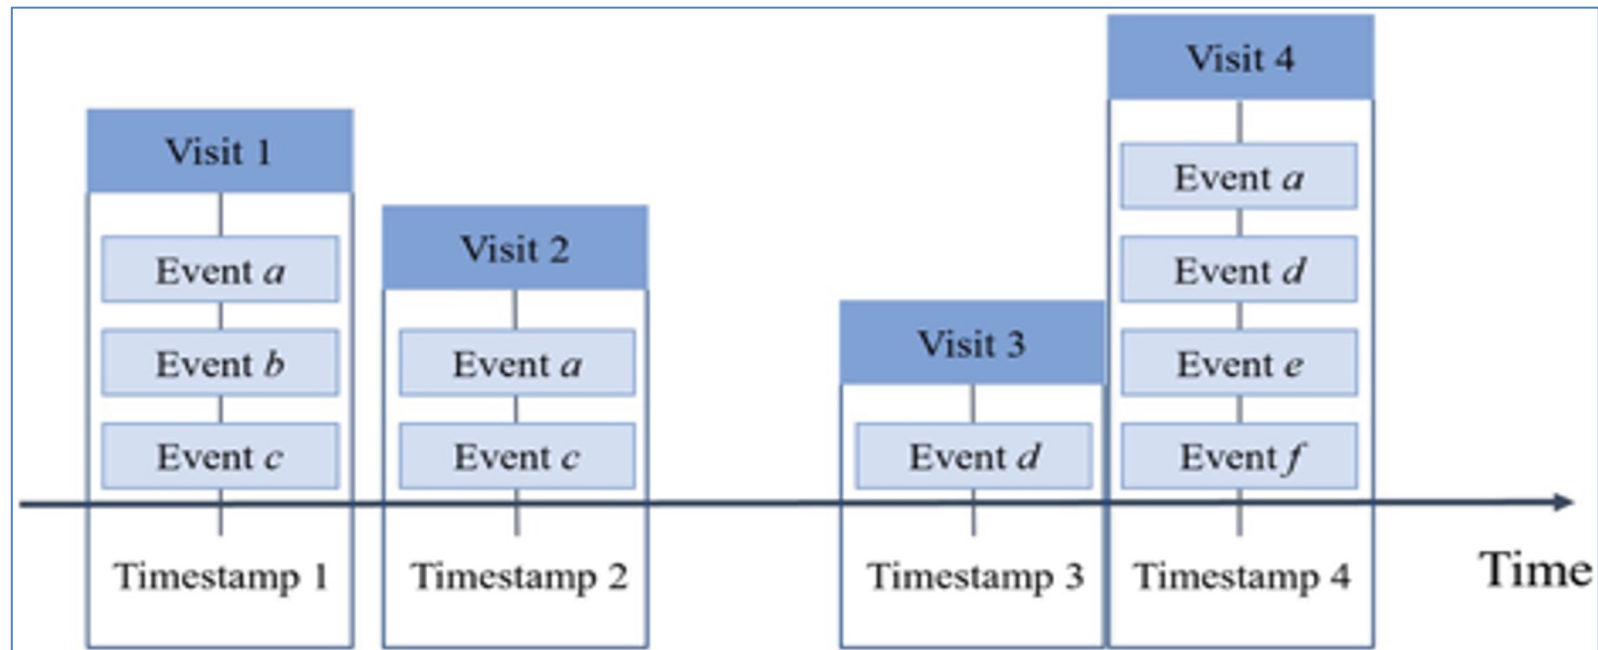 Visit 1
Event a
Event b
Event c
Timestamp 1
Visit 2
Event a
Event c
Timestamp 2
Visit 3
Event d
Timestamp 3
Visit 4
Event a
Event d
Event e
Event f
Timestamp 4
Time